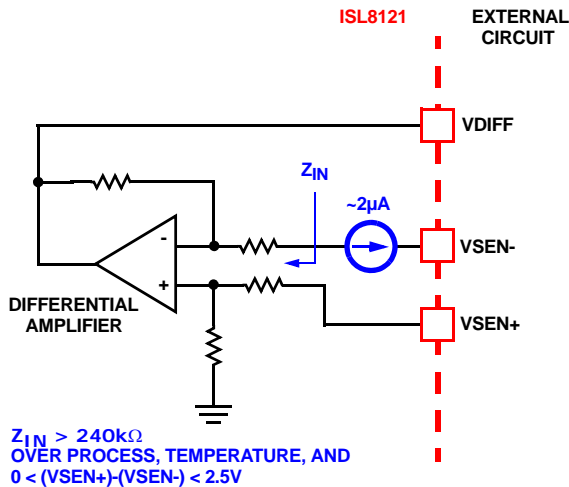 ISL8121
EXTERNAL
CIRCUIT
VDIFF
ZIN
~2µA
-
VSEN-
+
DIFFERENTIAL
AMPLIFIER
VSEN+
ZIN > 240kΩ
OVER PROCESS, TEMPERATURE, AND
0 < (VSEN+)-(VSEN-) < 2.5V